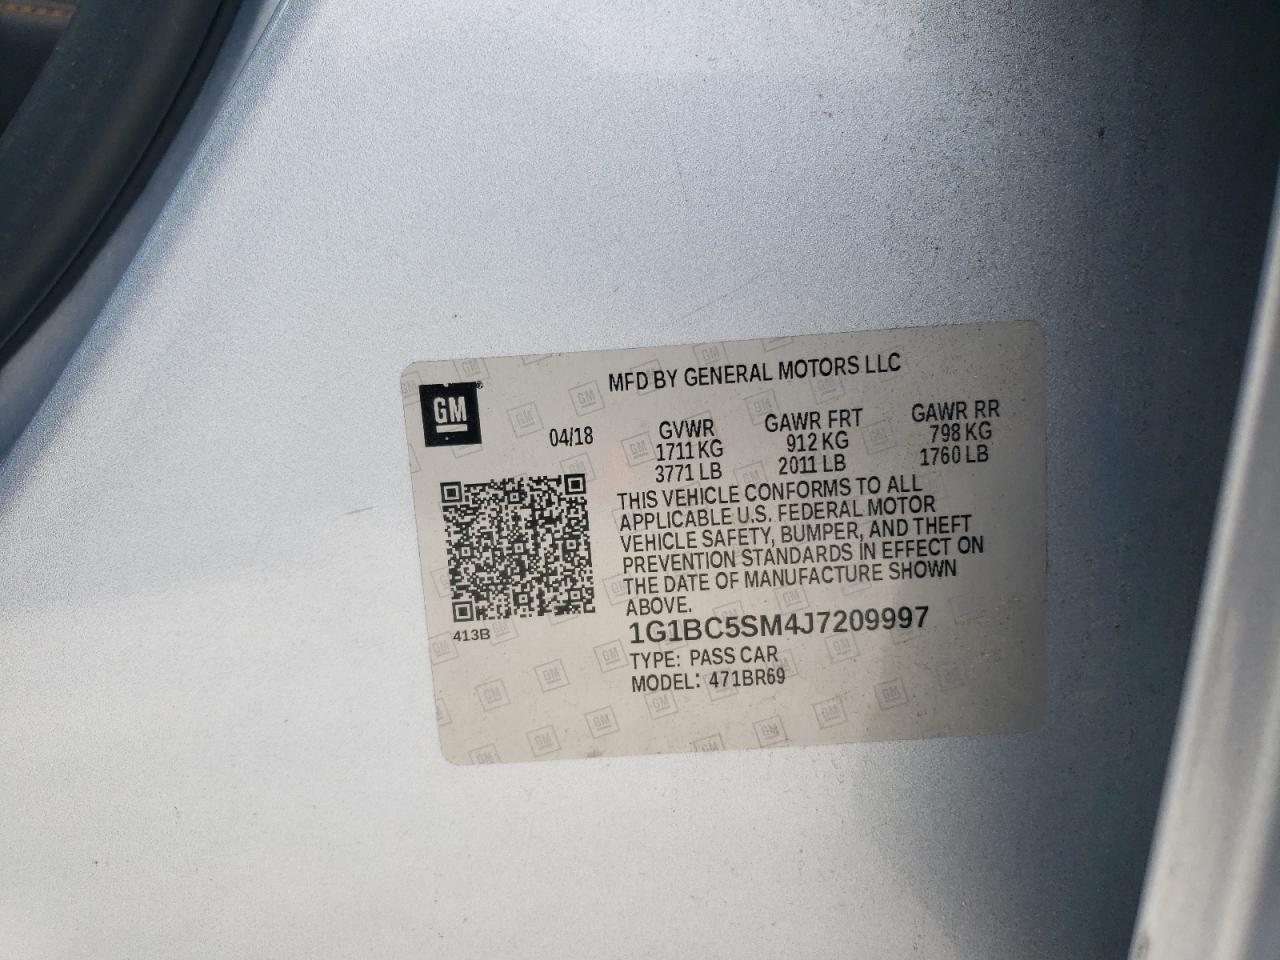 MFD BY GENERAL MOTORS LLC
GM®
04/18 GVWR GAWR FRT GAWR RR
1711 KG 912 KG 798 KG
3771 LB 2011 LB 1760 LB
THIS VEHICLE CONFORMS TO ALL
APPLICABLE U.S. FEDERAL MOTOR
VEHICLE SAFETY, BUMPER, AND THEFT
PREVENTION STANDARDS IN EFFECT ON
THE DATE OF MANUFACTURE SHOWN
ABOVE.
413B
1G1BC5SM4J7209997
TYPE: PASS CAR
MODEL: 471BR69